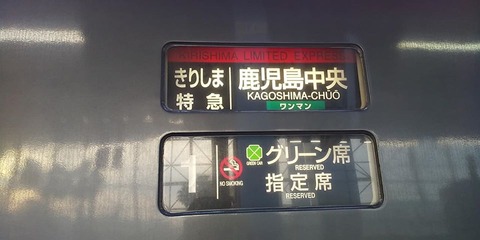 KIRISHIMA LIMITED EXPRESS
きりしま 鹿児島中央
特急 KAGOSHIMA-CHŪŌ
ワンマン
1 GREEN CAR グリーン席
RESERVED
NO SMOKING 指定席
RESERVED